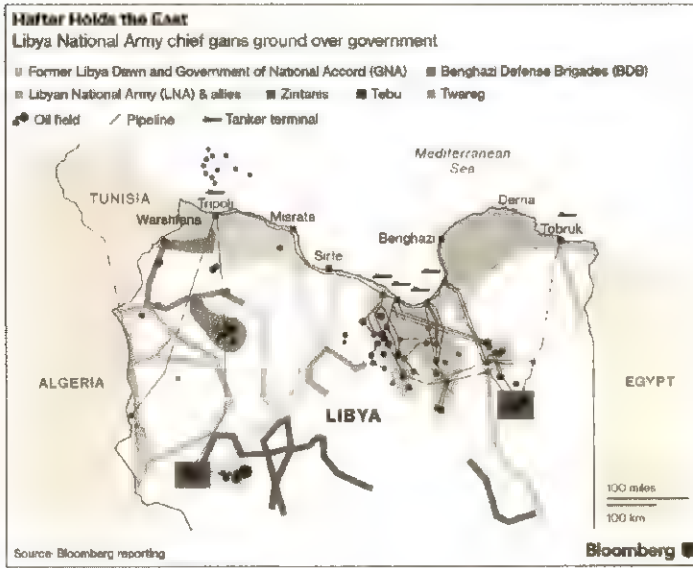 Hafter Holds the East
Libya National Army chief gains ground over government
Former Libya Dawn and Government of National Accord (GNA) Benghazi Defense Brigades (BDB)
Libyan National Army (LNA) & allies Zintanis Tebu Twareg
Oil field Pipeline Tanker terminal
Mediterranean
Sea
TUNISIA
Tripoli
Warshfana
Misrata
Sirte
Benghazi
Derna
Tobruk
ALGERIA
LIBYA
EGYPT
100 miles
100 km
Source: Bloomberg reporting
Bloomberg